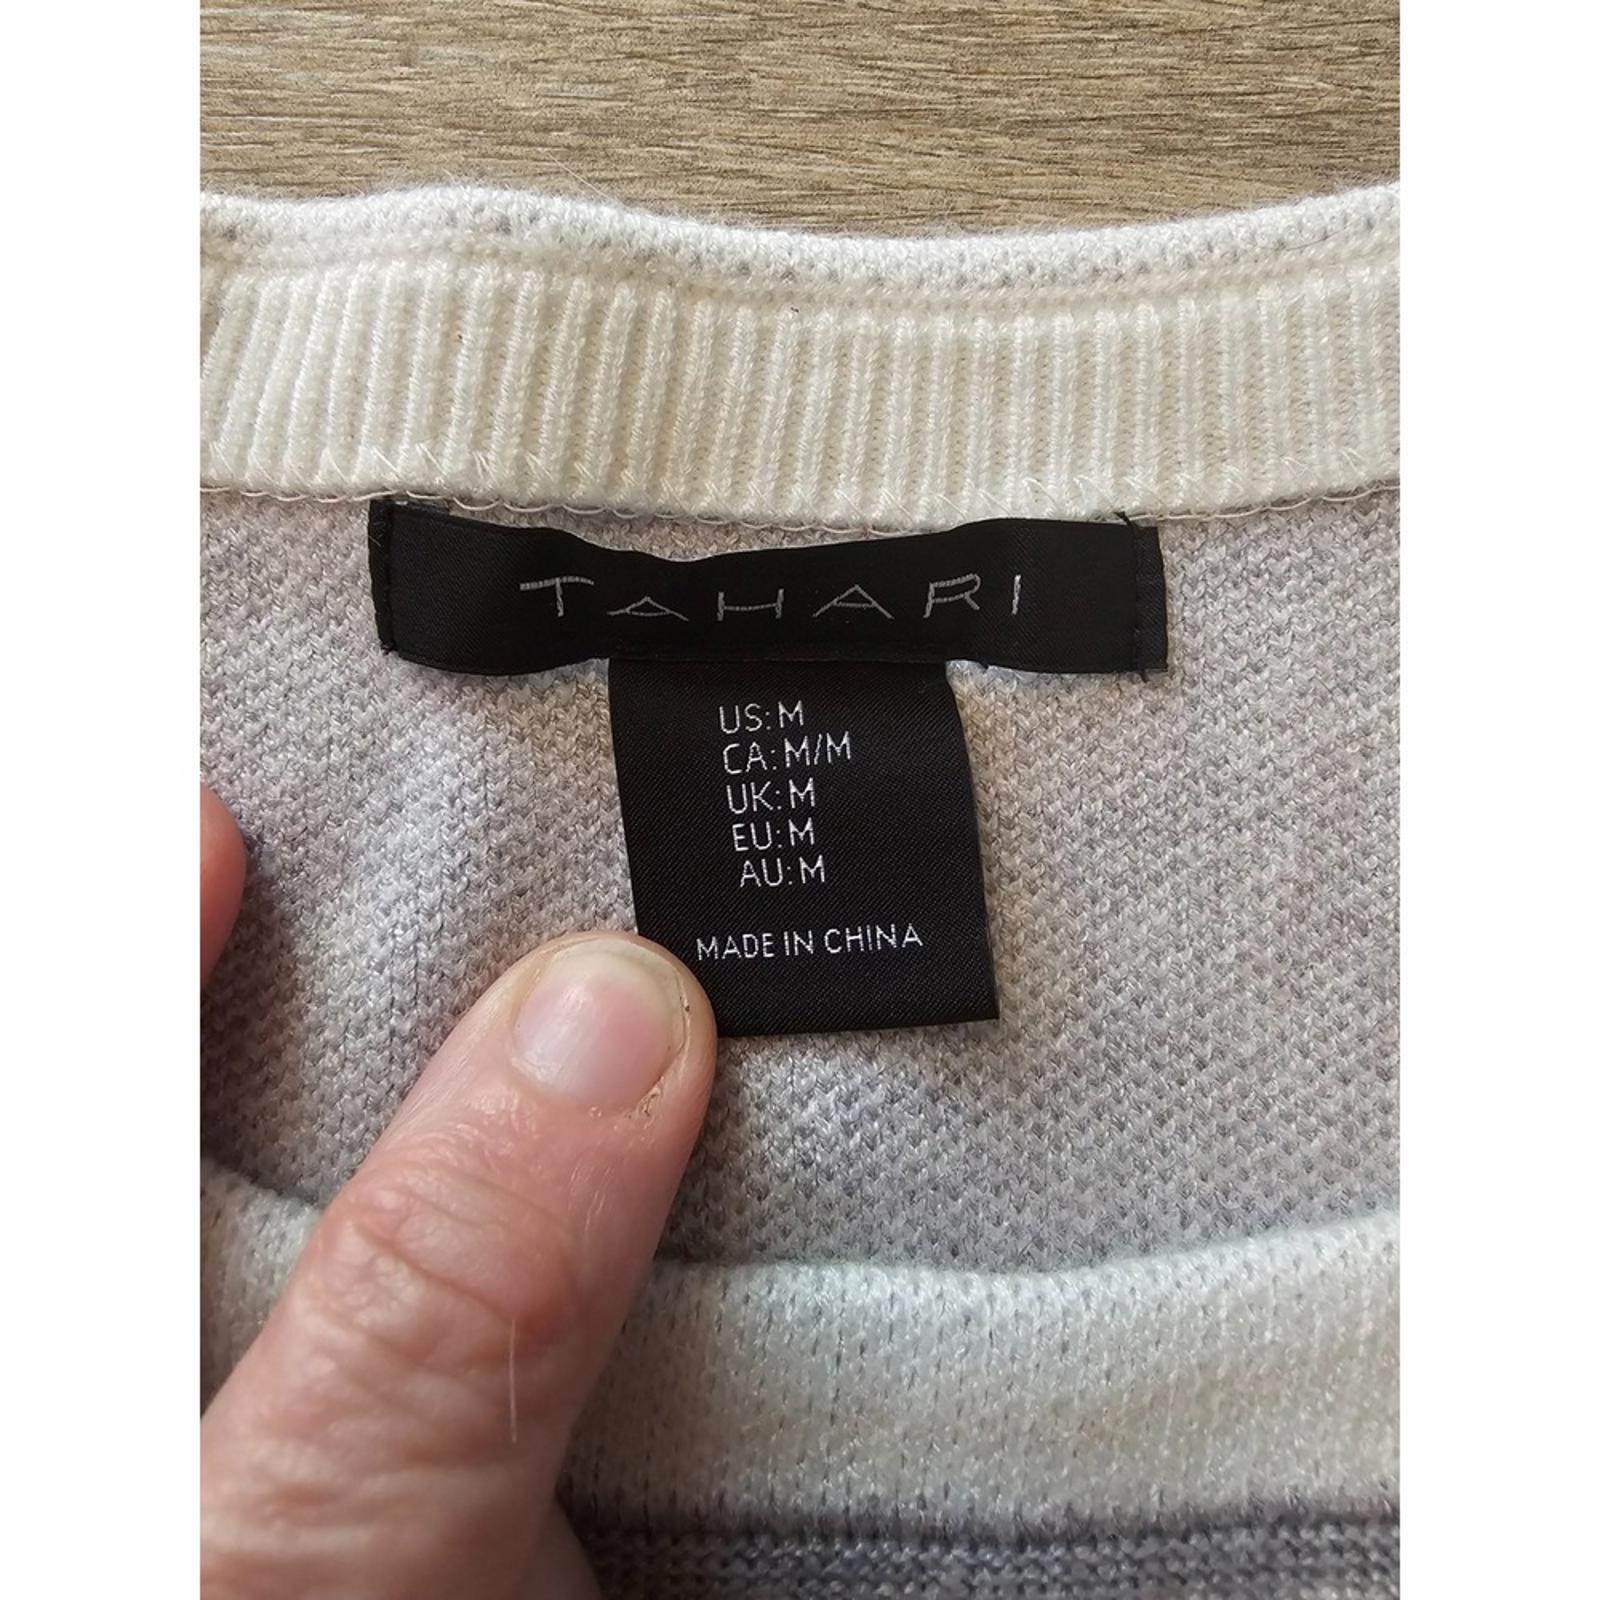 TAHARI
US: M
CA: M/M
UK: M
EU: M
AU: M
MADE IN CHINA